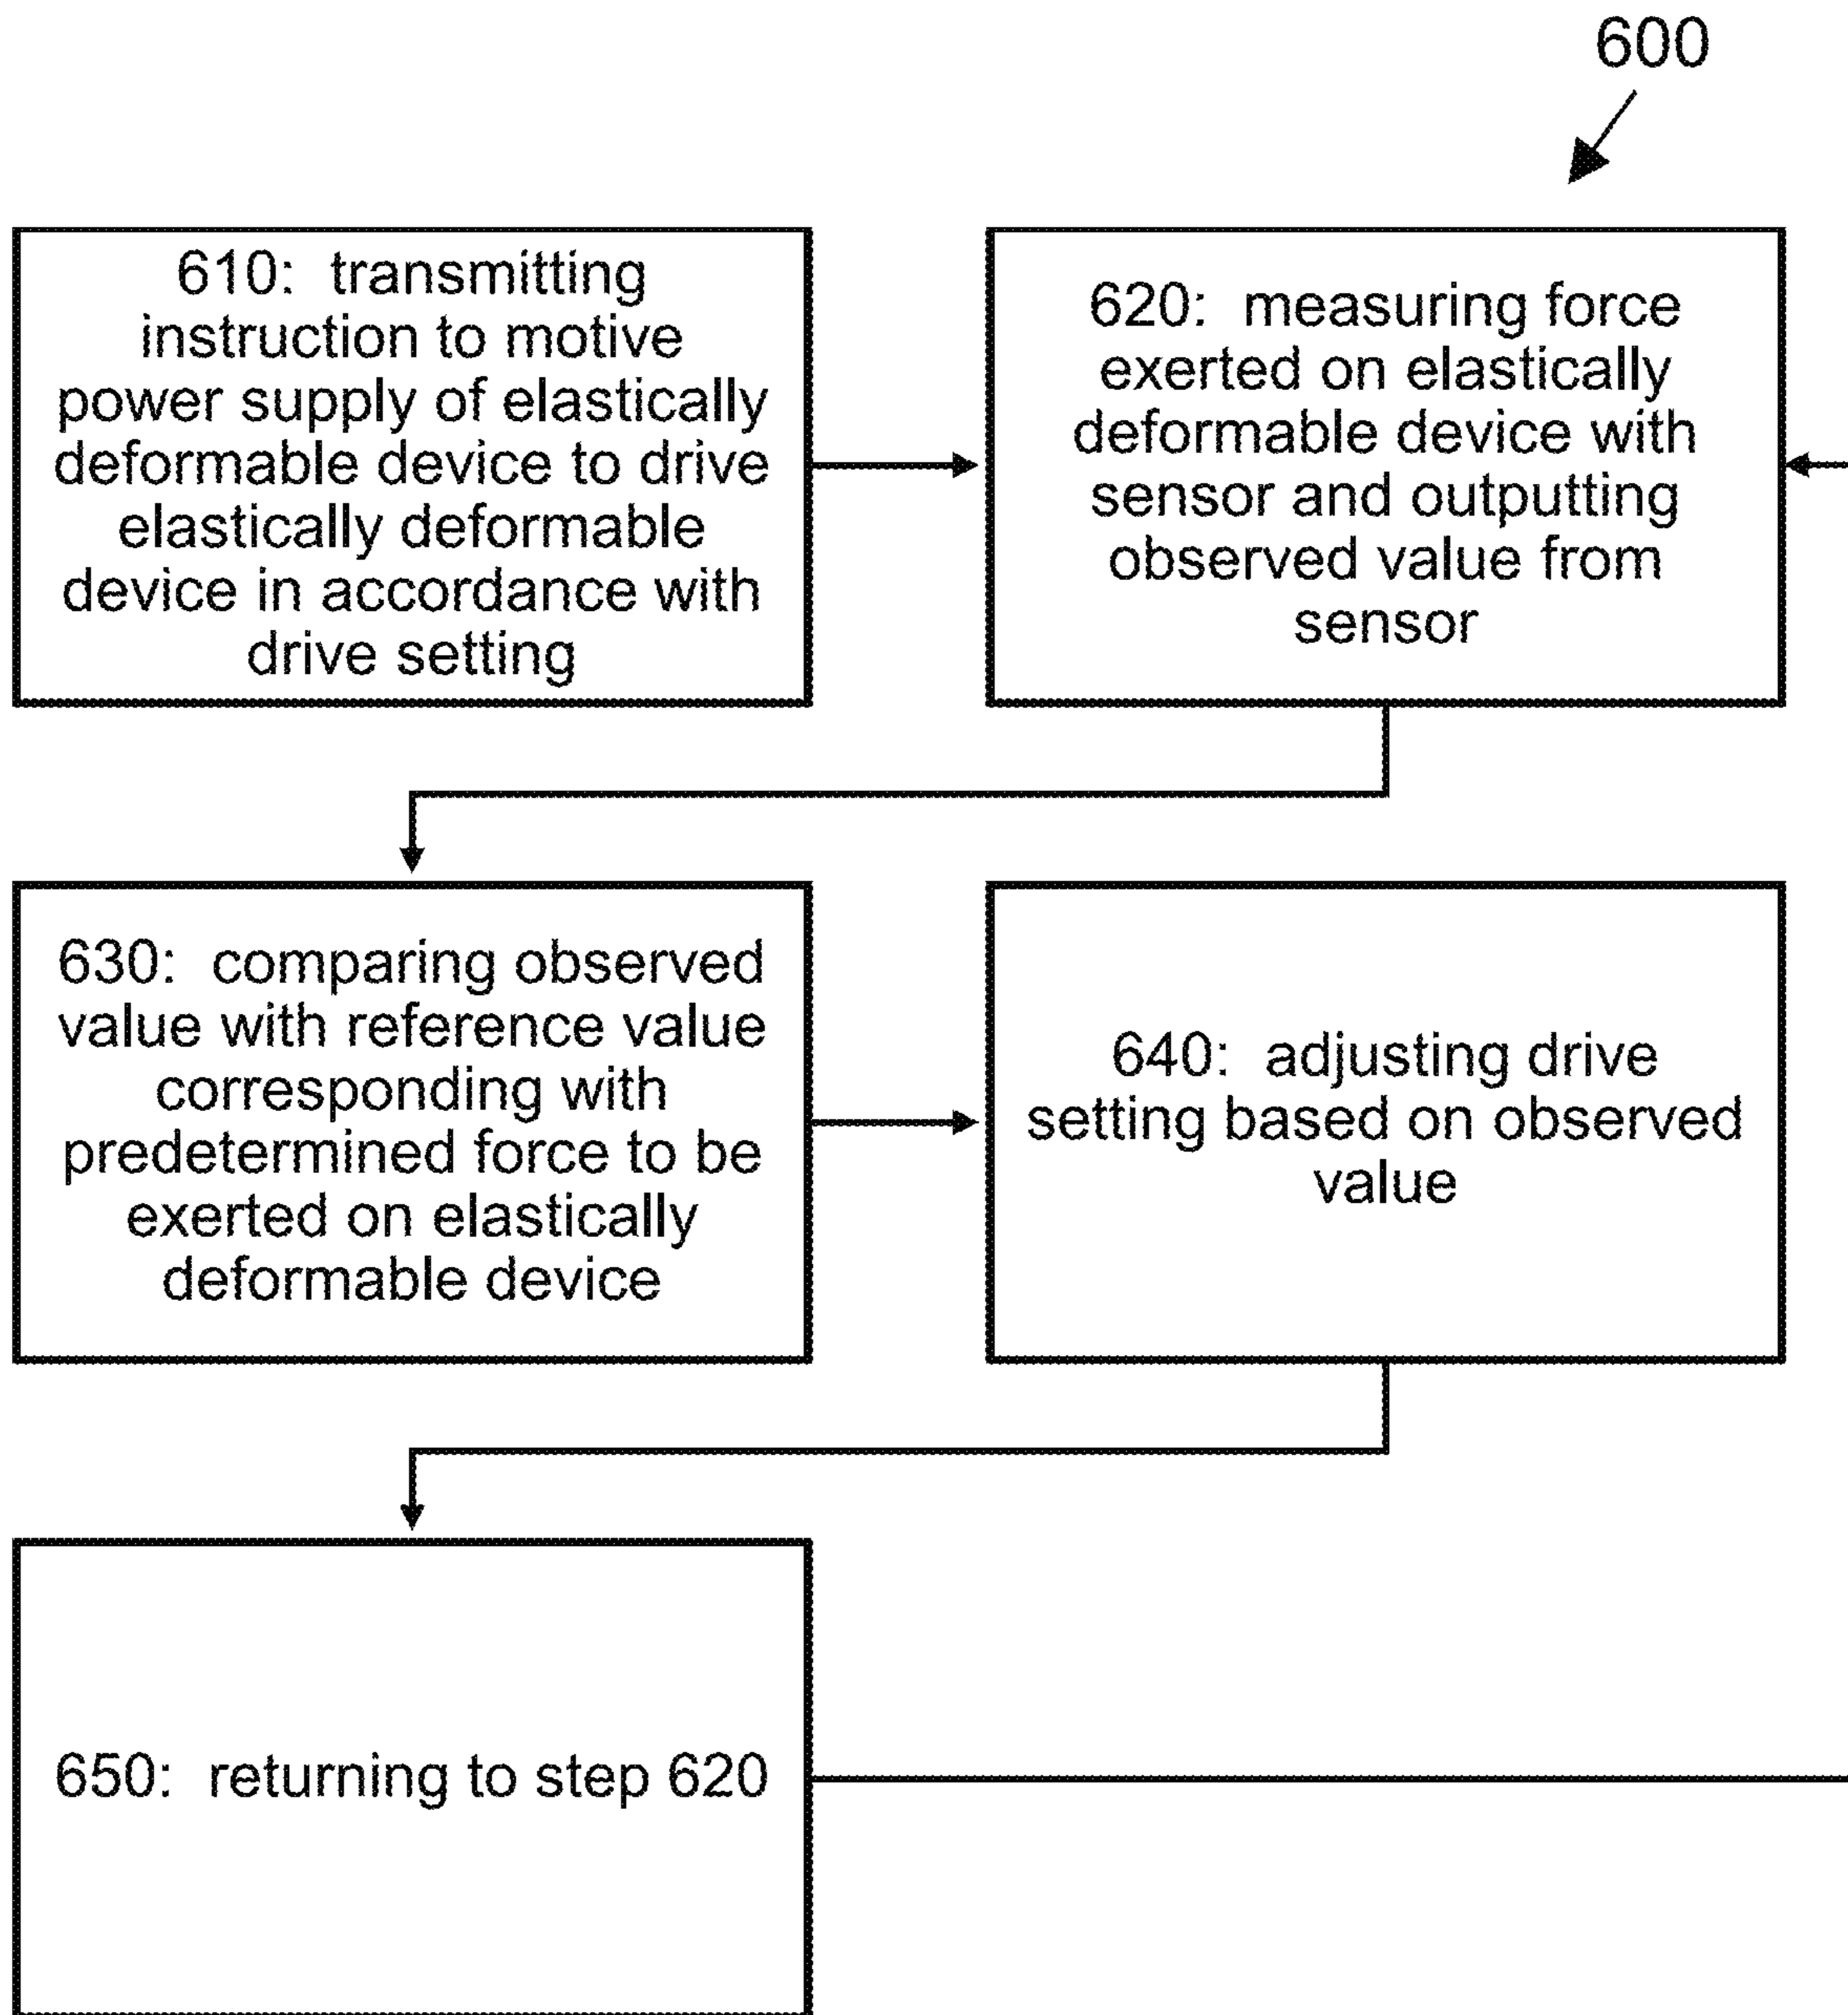 600
610: transmitting
instruction to motive
power supply of elastically
deformable device to drive
elastically deformable
device in accordance with
drive setting
620: measuring force
exerted on elastically
deformable device with
sensor and outputting
observed value from
sensor
630: comparing observed
value with reference value
corresponding with
predetermined force to be
exerted on elastically
deformable device
640: adjusting drive
setting based on observed
value
650: returning to step 620